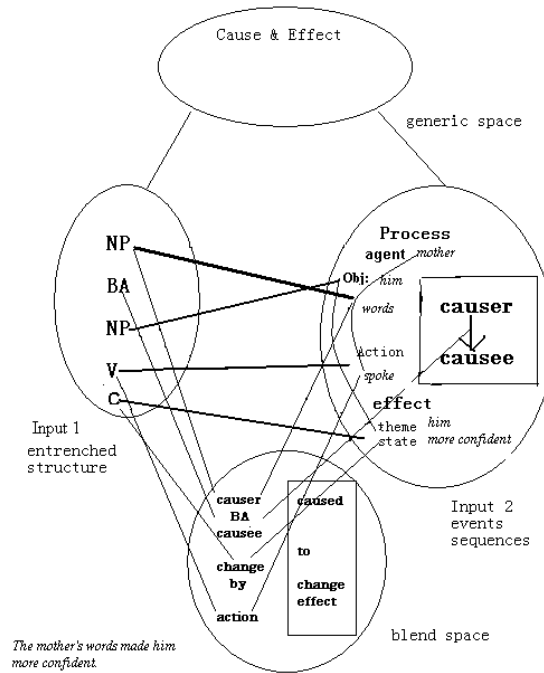 Cause & Effect
generic space
NP
BA
NP
V
C
Input 1
entrenched
structure
Process
agent mother
Obj: him
words
Action
spoke
effect
theme him
state more confident
causer
causee
Input 2
events
sequences
causer
BA
causee
change
by
action
caused
to
change
effect
blend space
The mother's words made him
more confident.